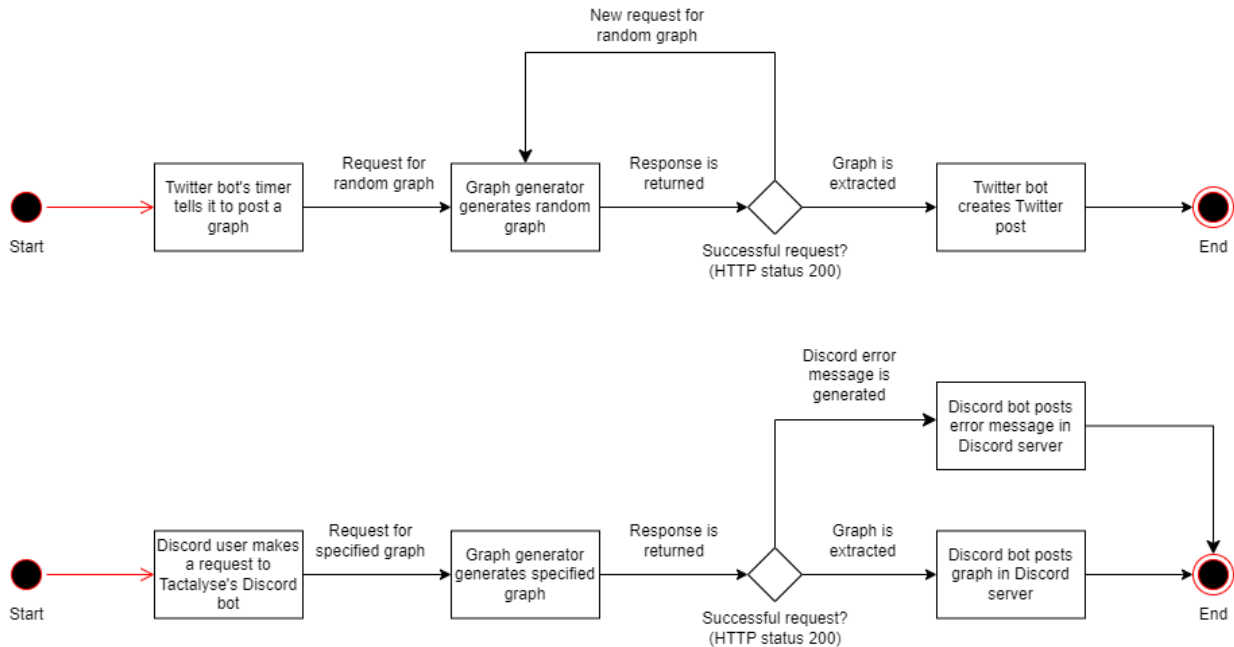 New request for
random graph
Request for
random graph
Response is
returned
Graph is
extracted
Twitter bot's timer
tells it to post a
graph
Graph generator
generates random
graph
Twitter bot
creates Twitter
post
Start
Successful request?
(HTTP status 200)
End
Discord error
message is
generated
Discord bot posts
error message in
Discord server
Request for
specified graph
Response is
returned
Graph is
extracted
Discord user makes
a request to
Tactalyse's Discord
bot
Graph generator
generates specified
graph
Discord bot posts
graph in Discord
server
Start
Successful request?
(HTTP status 200)
End